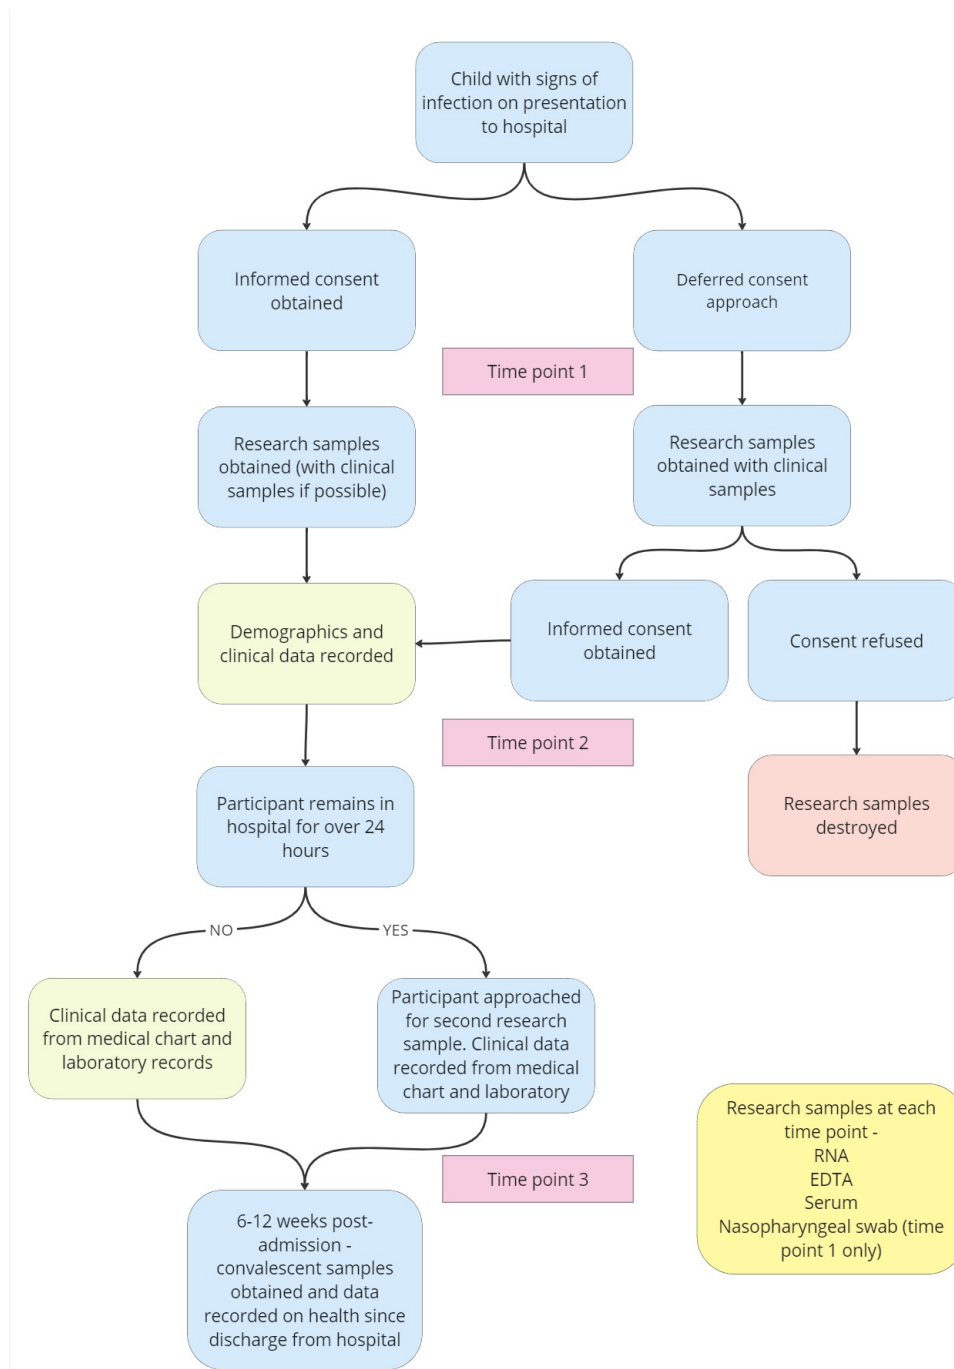 Child with signs of
infection on presentation
to hospital
Informed consent
obtained
Deferred consent
approach
Time point 1
Research samples
obtained (with clinical
samples if possible)
Research samples
obtained with clinical
samples
Demographics and
clinical data recorded
Informed consent
obtained
Consent refused
Time point 2
Participant remains in
hospital for over 24
hours
Research samples
destroyed
NO
YES
Clinical data recorded
from medical chart and
laboratory records
Participant approached
for second research
sample. Clinical data
recorded from medical
chart and laboratory
Time point 3
6-12 weeks post-
admission -
convalescent samples
obtained and data
recorded on health since
discharge from hospital
Research samples at each
time point -
RNA
EDTA
Serum
Nasopharyngeal swab (time
point 1 only)